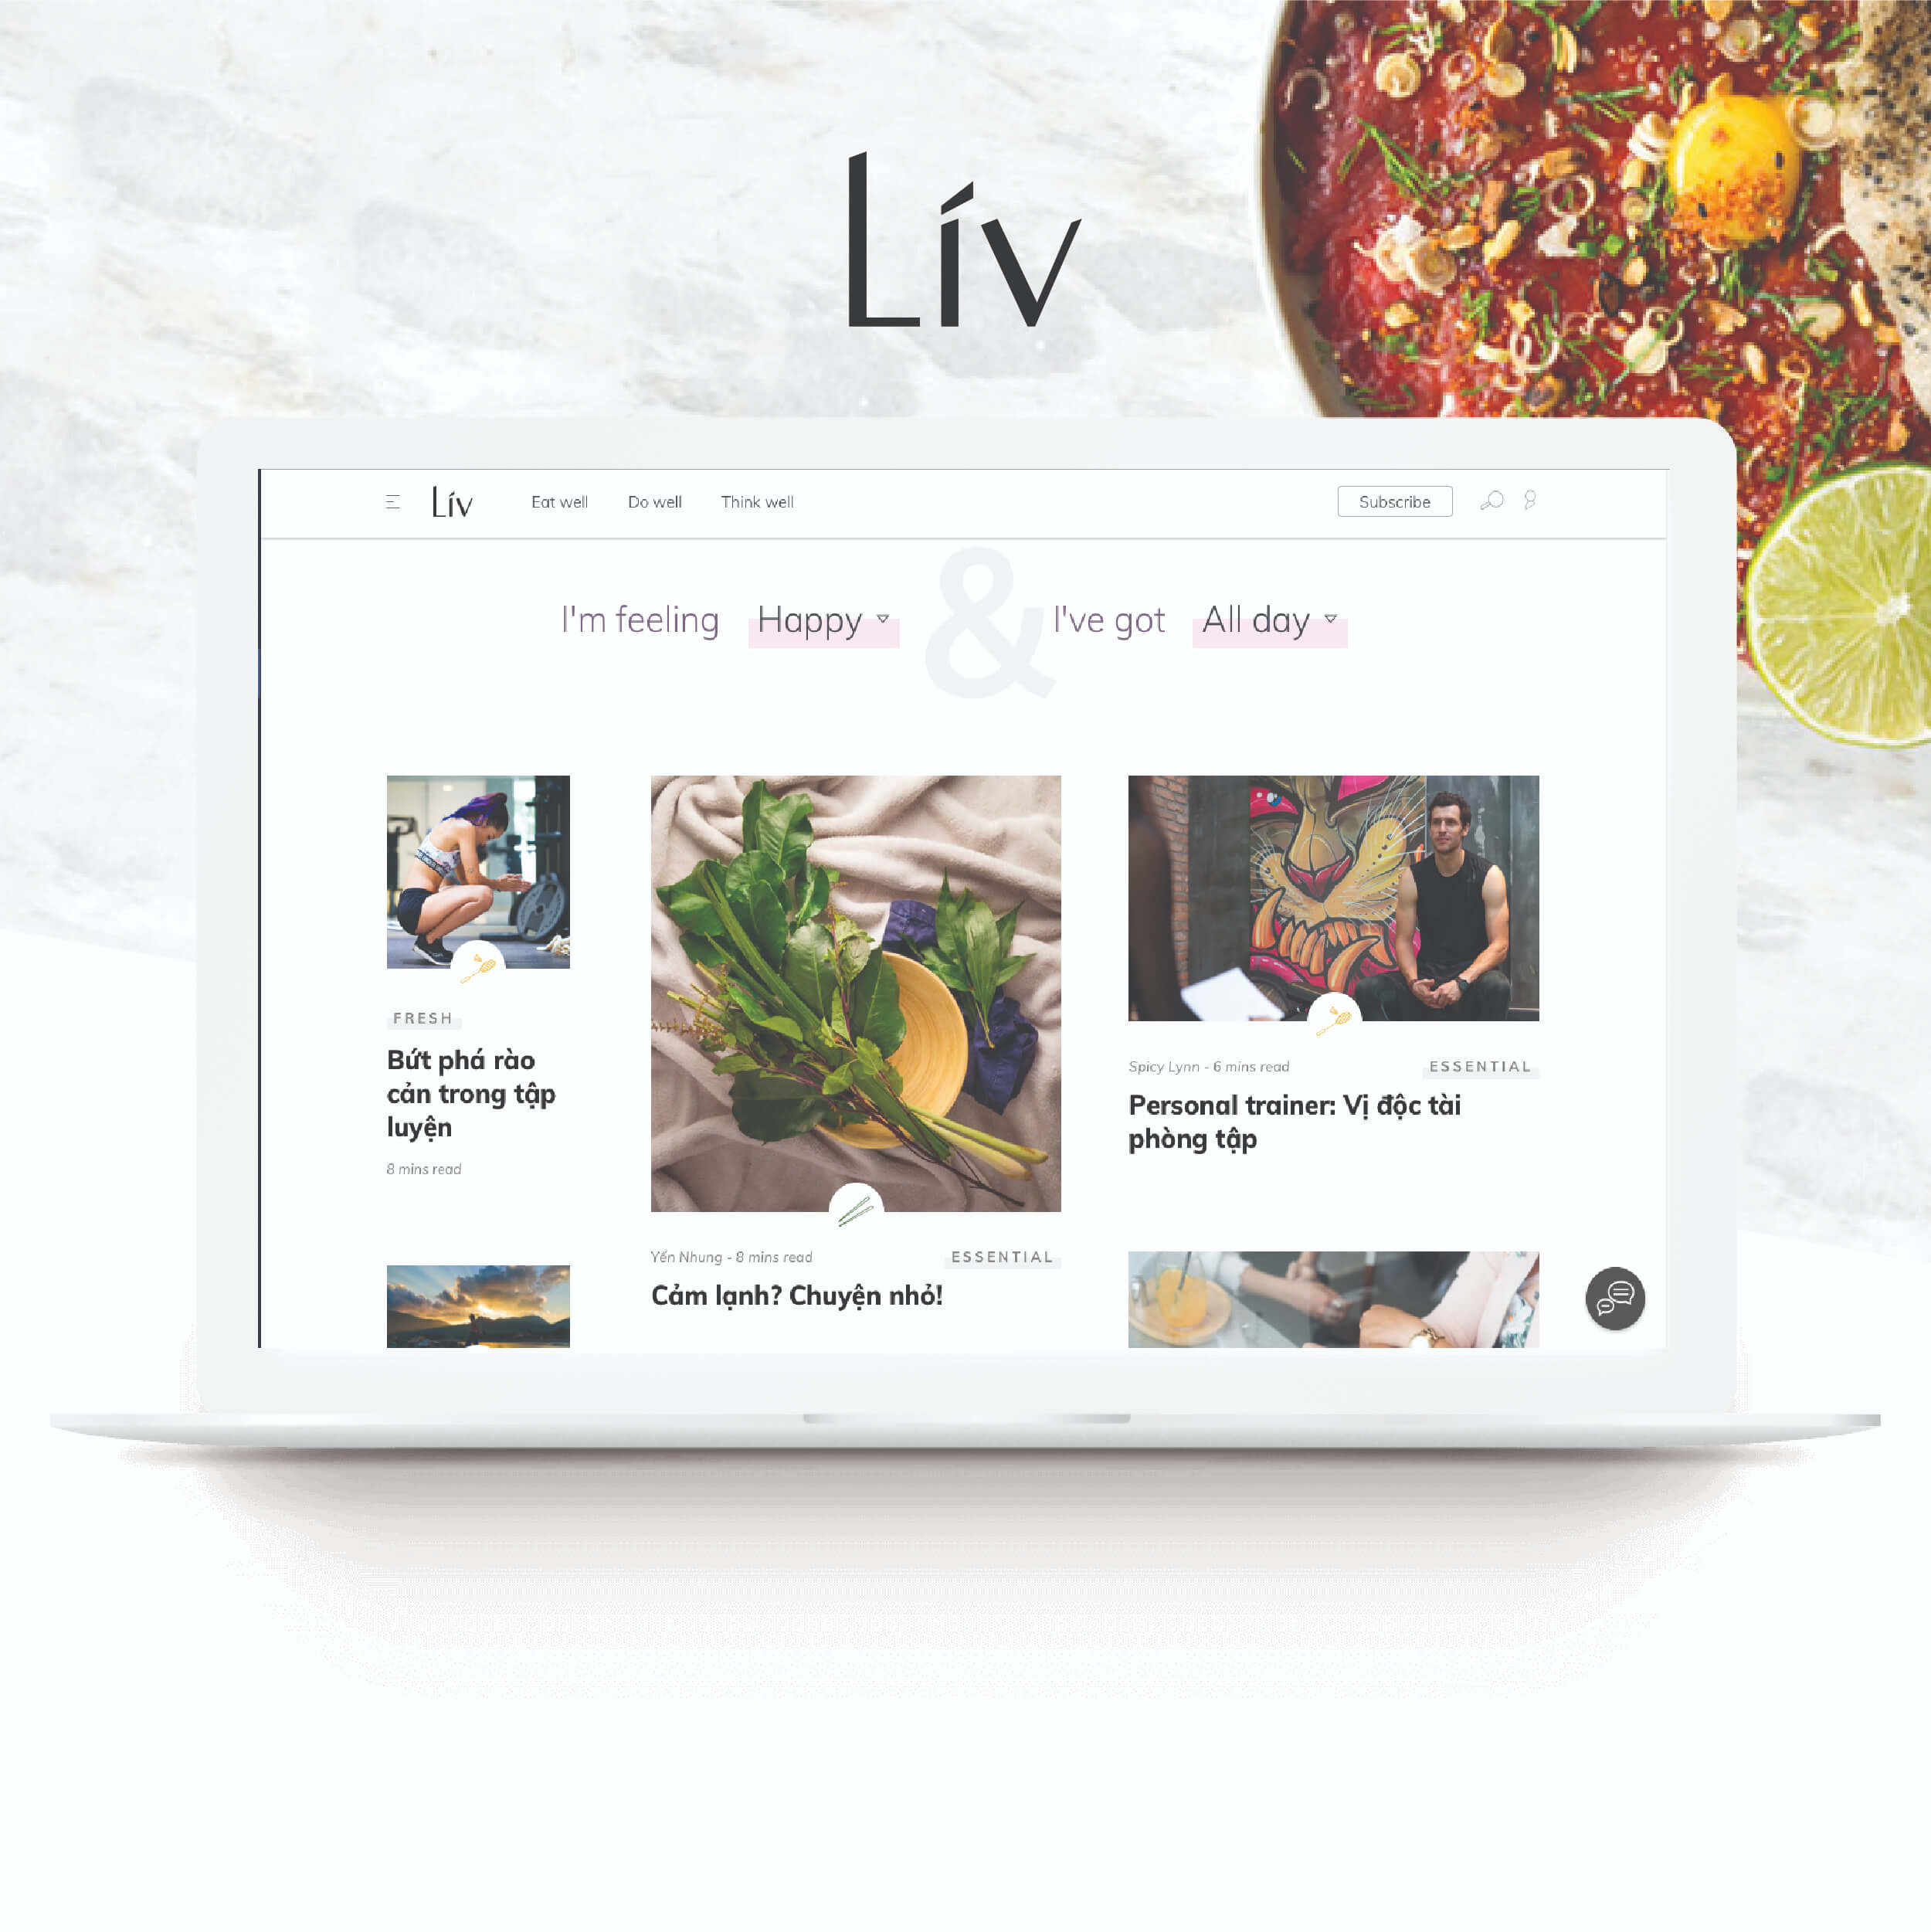 Lív
Lív
Eat well
Do well
Think well
Subscribe
&
I'm feeling Happy
I've got All day
FRESH
Bứt phá rào
cản trong tập
luyện
8 mins read
Yến Nhung - 8 mins read
ESSENTIAL
Cảm lạnh? Chuyện nhỏ!
Spicy Lynn - 6 mins read
ESSENTIAL
Personal trainer: Vị độc tài
phòng tập